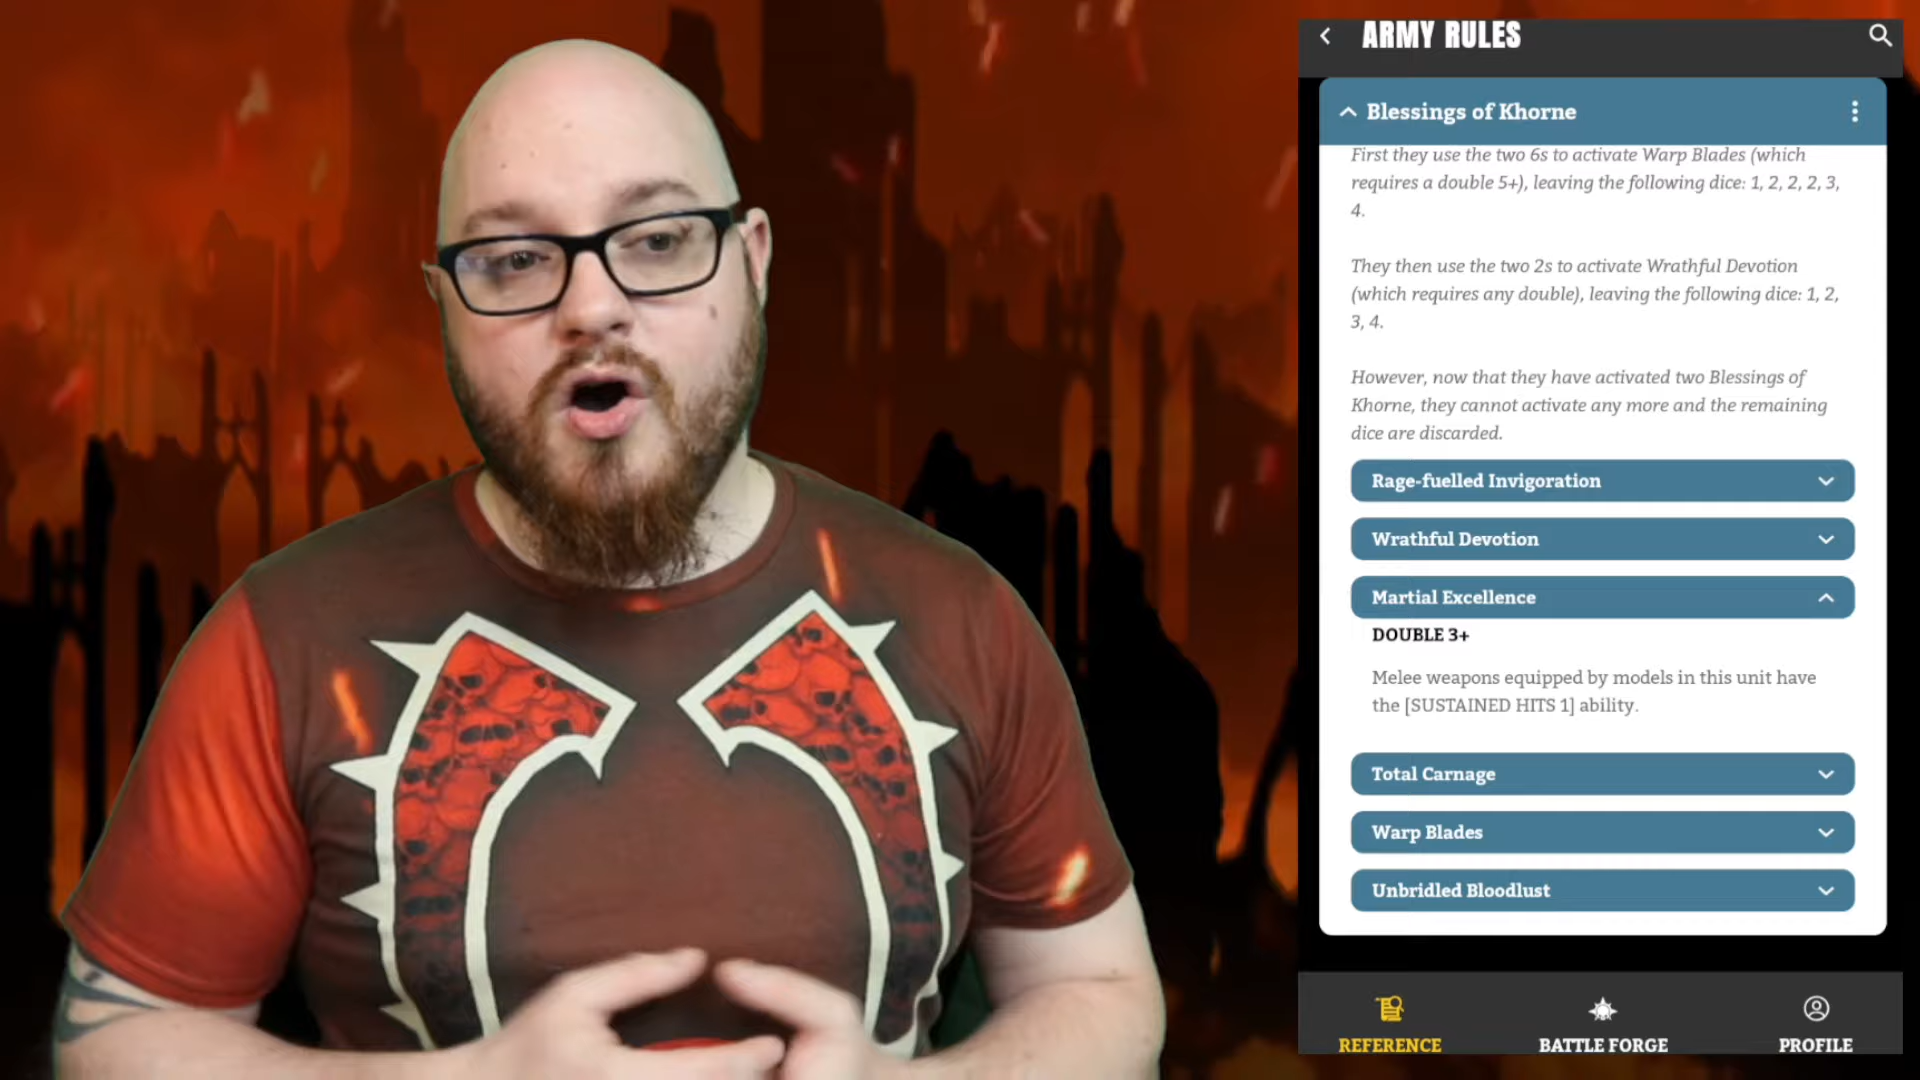 ARMY RULES
Blessings of Khorne
First they use the two 6s to activate Warp Blades (which
requires a double 5+), leaving the following dice: 1, 2, 2, 2, 3,
4.
They then use the two 2s to activate Wrathful Devotion
(which requires any double), leaving the following dice: 1, 2,
3, 4.
However, now that they have activated two Blessings of
Khorne, they cannot activate any more and the remaining
dice are discarded.
Rage-fuelled Invigoration
Wrathful Devotion
Martial Excellence
DOUBLE 3+
Melee weapons equipped by models in this unit have
the [SUSTAINED HITS 1] ability.
Total Carnage
Warp Blades
Unbridled Bloodlust
REFERENCE
BATTLE FORGE
PROFILE